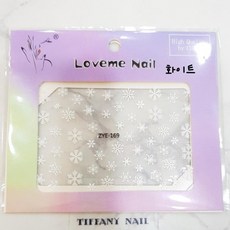 Loveme Nail
화이트
ZYE-169
TIFFANY NAIL